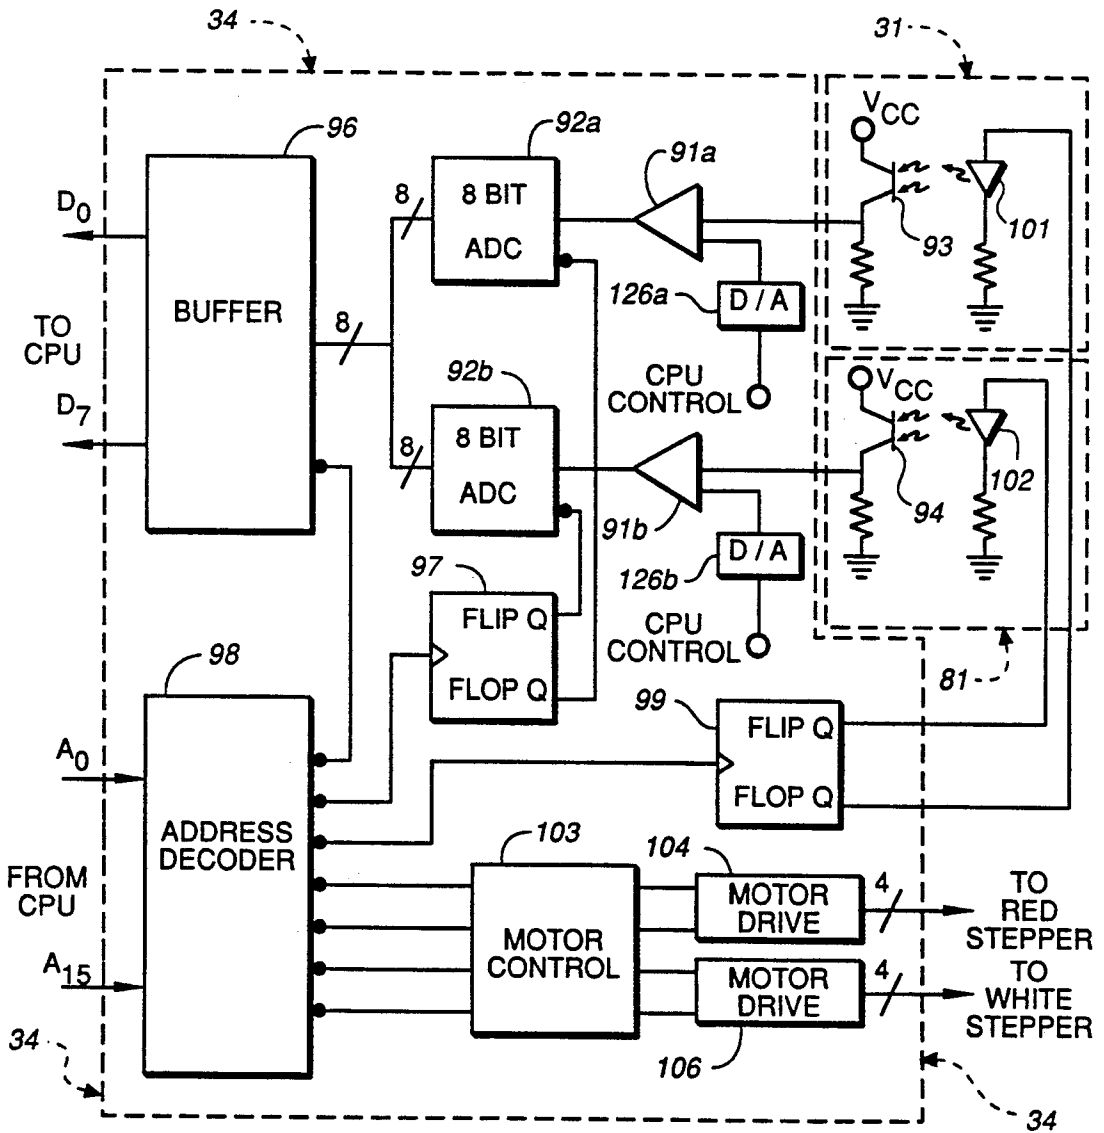 34
31
96
92a
91a
V CC
8
8 BIT
ADC
D0
93
101
BUFFER
126a
D / A
TO
CPU
8
92b
CPU
CONTROL
VCC
D7
8
8 BIT
ADC
91b
94
102
D / A
126b
97
FLIP Q
FLOP Q
CPU
CONTROL
98
81
99
FLIP Q
FLOP Q
A0
ADDRESS
DECODER
103
104
FROM
CPU
MOTOR
DRIVE
4
TO
RED
STEPPER
MOTOR
CONTROL
A15
MOTOR
DRIVE
4
TO
WHITE
STEPPER
34
106
34